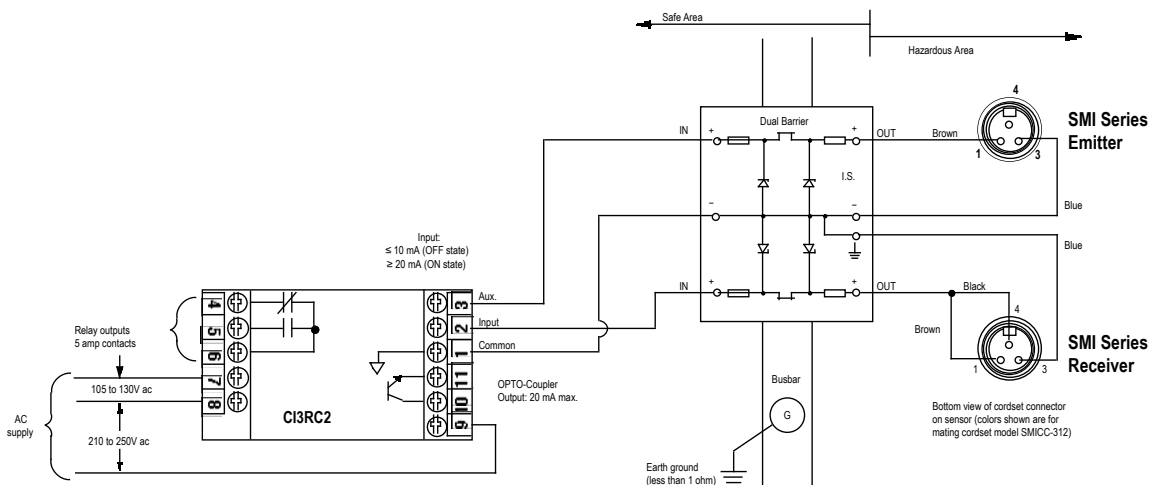 Safe Area
Hazardous Area
Dual Barrier
IN
+
+
OUT
Brown
4
1
3
SMI Series
Emitter
I.S.
–
–
Blue
Blue
Input:
≤ 10 mA (OFF state)
≥ 20 mA (ON state)
IN
+
+
OUT
Black
Brown
4
1
3
SMI Series
Receiver
Relay outputs
5 amp contacts
4
5
6
7
8
3
2
1
11
10
9
Aux.
Input
Common
OPTO-Coupler
Output: 20 mA max.
CI3RC2
105 to 130V ac
210 to 250V ac
AC
supply
Busbar
G
Earth ground
(less than 1 ohm)
Bottom view of cordset connector
on sensor (colors shown are for
mating cordset model SMICC-312)